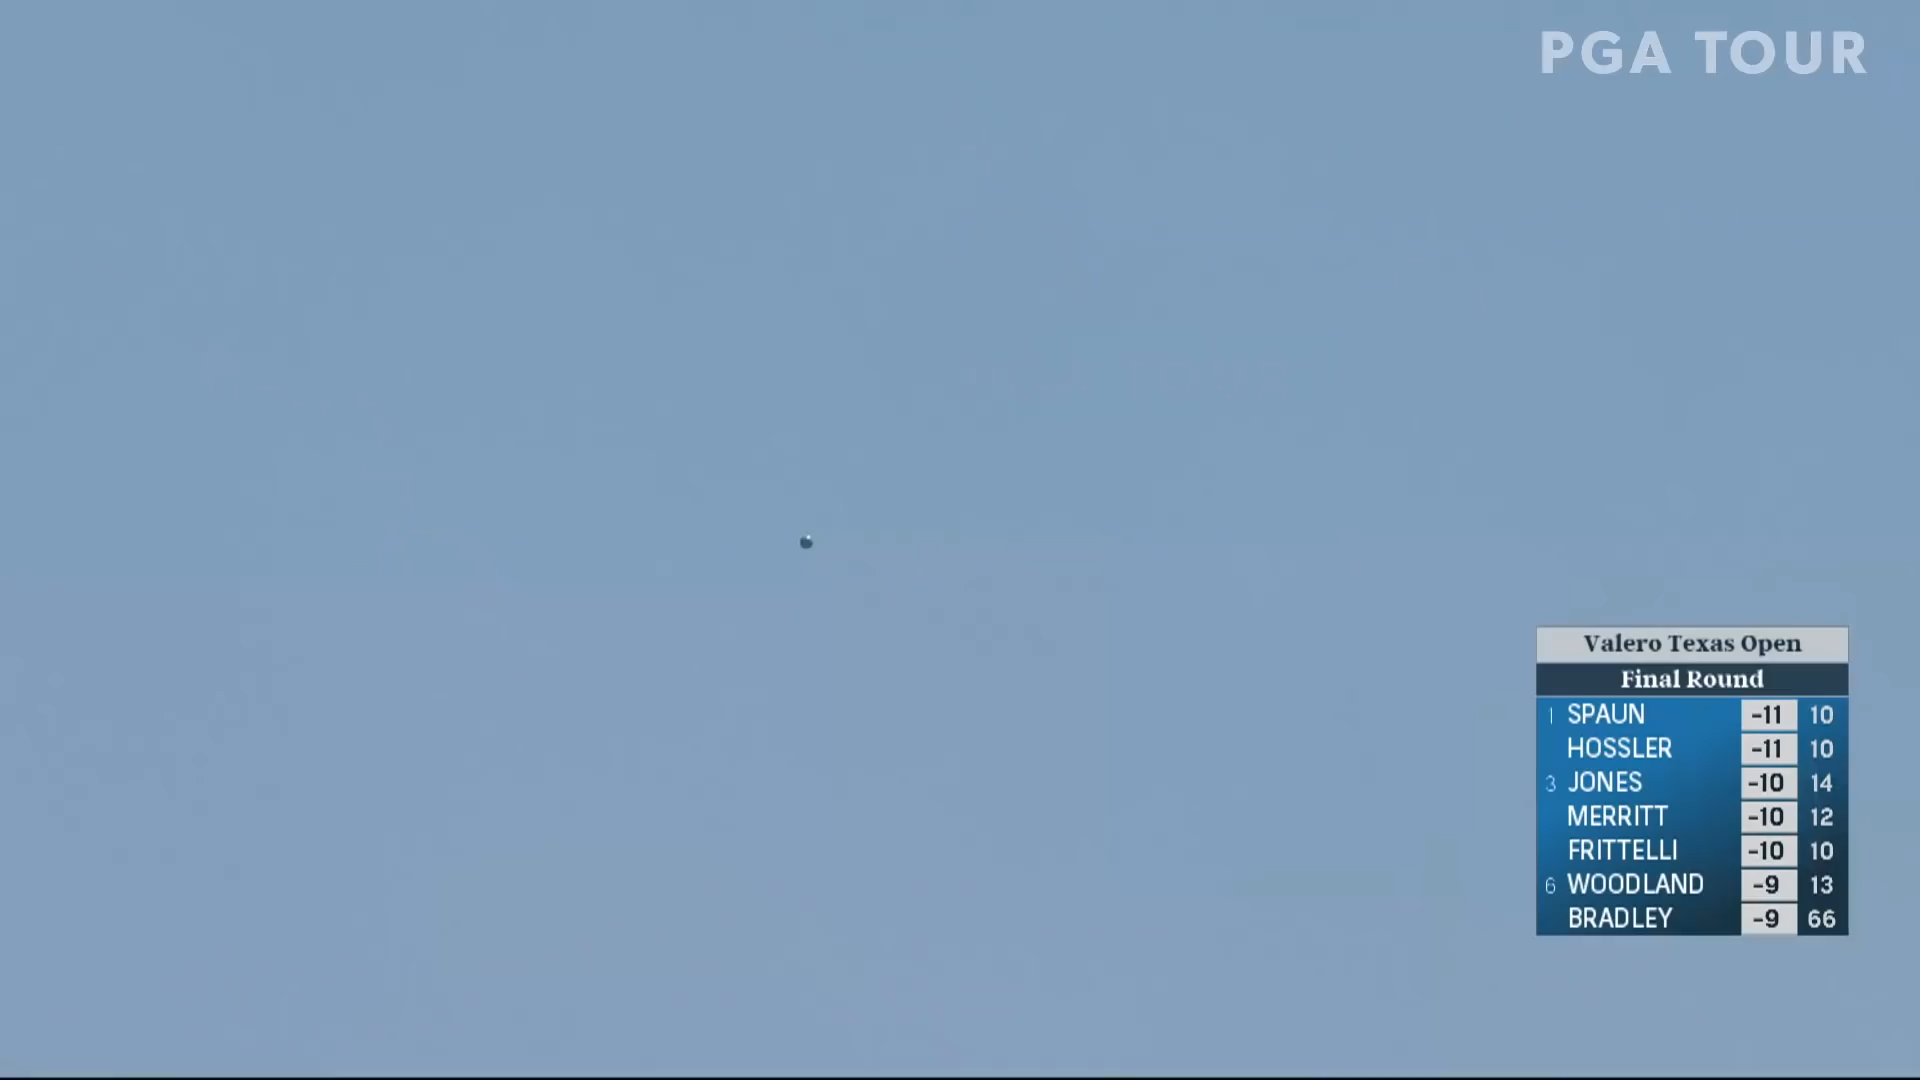 PGA TOUR
Valero Texas Open
Final Round
1 SPAUN -11 10
HOSSLER -11 10
3 JONES -10 14
MERRITT -10 12
FRITTELLI -10 10
6 WOODLAND -9 13
BRADLEY -9 66